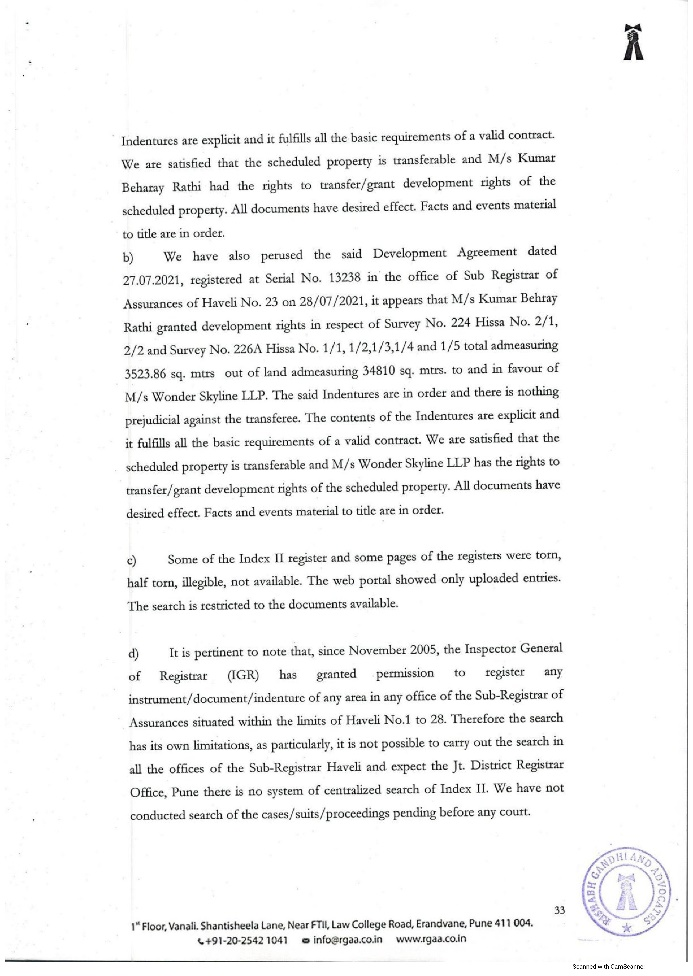 Indentures are explicit and it fulfills all the basic requirements of a valid contract.
We are satisfied that the scheduled property is transferable and M/s Kumar
Beharay Rathi had the rights to transfer/grant development rights of the
scheduled property. All documents have desired effect. Facts and events material
to title are in order.
b) We have also perused the said Development Agreement dated
27.07.2021, registered at Serial No. 13238 in the office of Sub Registrar of
Assurances of Haveli No. 23 on 28/07/2021, it appears that M/s Kumar Behray
Rathi granted development rights in respect of Survey No. 224 Hissa No. 2/1,
2/2 and Survey No. 226A Hissa No. 1/1, 1/2,1/3,1/4 and 1/5 total admeasuring
3523.86 sq. mtrs out of land admeasuring 34810 sq. mtrs. to and in favour of
M/s Wonder Skyline LLP. The said Indentures are in order and there is nothing
prejudicial against the transferee. The contents of the Indentures are explicit and
it fulfills all the basic requirements of a valid contract. We are satisfied that the
scheduled property is transferable and M/s Wonder Skyline LLP has the rights to
transfer/grant development rights of the scheduled property. All documents have
desired effect. Facts and events material to title are in order.
c) Some of the Index II register and some pages of the registers were torn,
half torn, illegible, not available. The web portal showed only uploaded entries.
The search is restricted to the documents available.
d) It is pertinent to note that, since November 2005, the Inspector General
of Registrar (IGR) has granted permission to register any
instrument/document/indenture of any area in any office of the Sub-Registrar of
Assurances situated within the limits of Haveli No.1 to 28. Therefore the search
has its own limitations, as particularly, it is not possible to carry out the search in
all the offices of the Sub-Registrar Haveli and expect the Jt. District Registrar
Office, Pune there is no system of centralized search of Index II. We have not
conducted search of the cases/suits/proceedings pending before any court.
33
RISHABH GANDHI AND ADVOCATES
1st Floor, Vanali. Shantisheela Lane, Near FTII, Law College Road, Erandvane, Pune 411 004.
+91-20-2542 1041 info@rgaa.co.in www.rgaa.co.in
Scanned with CamScanner